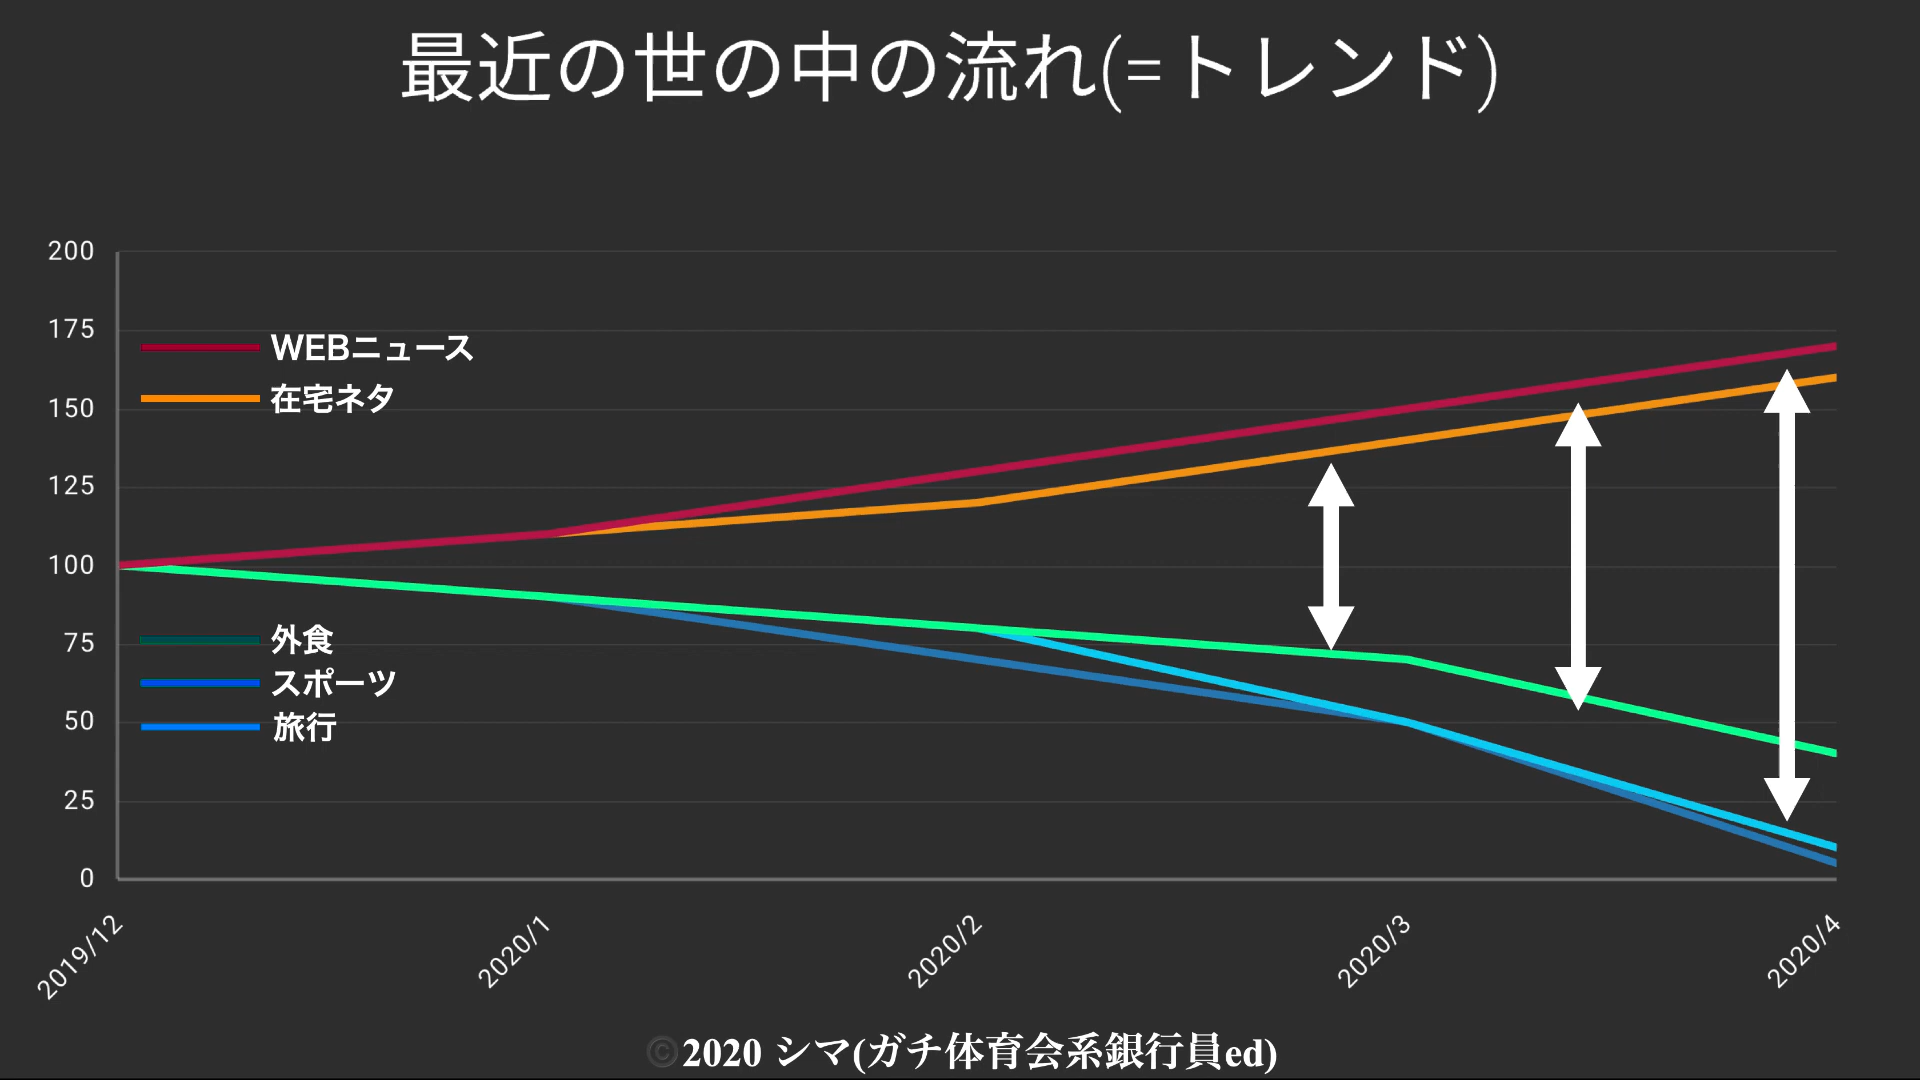 最近の世の中の流れ(=トレンド)
200
175
WEBニュース
在宅ネタ
150
125
100
外食
75
スポーツ
旅行
50
25
0
2019/12
2020/1
2020/2
2020/3
2020/4
©2020 シマ(ガチ体育会系銀行員ed)